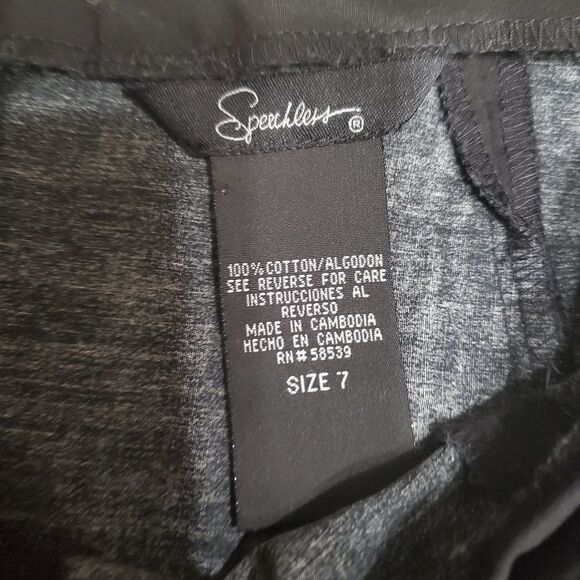 Speechless ®
100% COTTON/ALGODON
SEE REVERSE FOR CARE
INSTRUCCIONES AL
REVERSO
MADE IN CAMBODIA
HECHO EN CAMBODIA
RN# 58539
SIZE 7